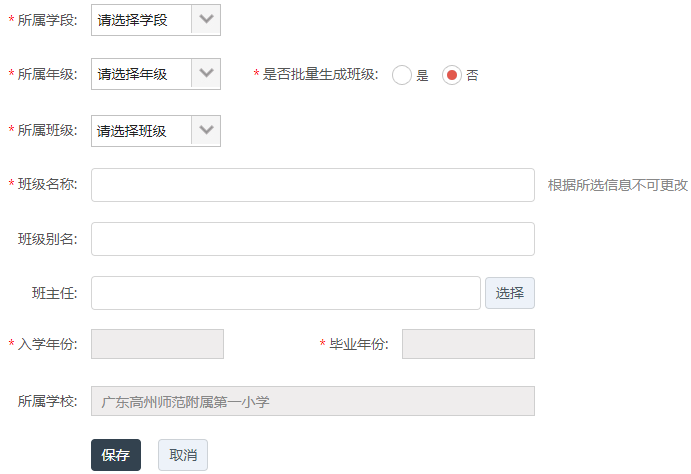 * 所属学段: 请选择学段
* 所属年级: 请选择年级 * 是否批量生成班级: 是 否
* 所属班级: 请选择班级
* 班级名称: 根据所选信息不可更改
班级别名:
班主任: 选择
* 入学年份: * 毕业年份:
所属学校: 广东高州师范附属第一小学
保存 取消